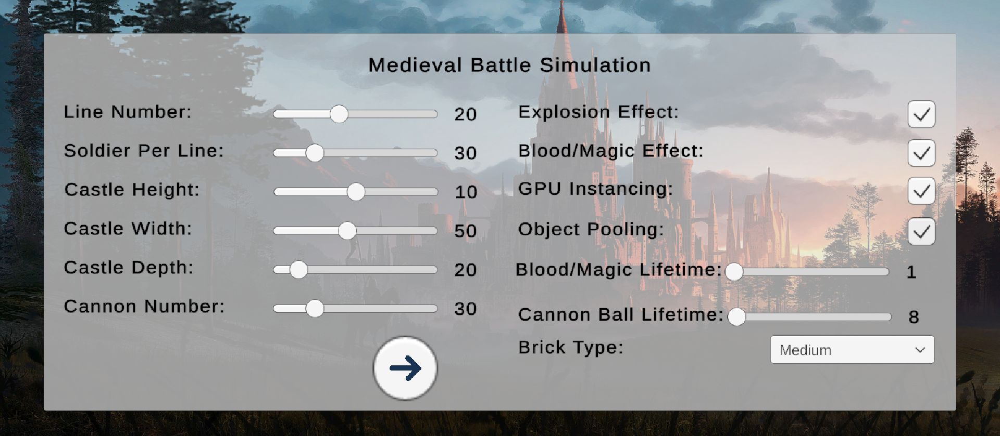 Medieval Battle Simulation
Line Number: 20
Soldier Per Line: 30
Castle Height: 10
Castle Width: 50
Castle Depth: 20
Cannon Number: 30
Explosion Effect:
Blood/Magic Effect:
GPU Instancing:
Object Pooling:
Blood/Magic Lifetime: 1
Cannon Ball Lifetime: 8
Brick Type: Medium